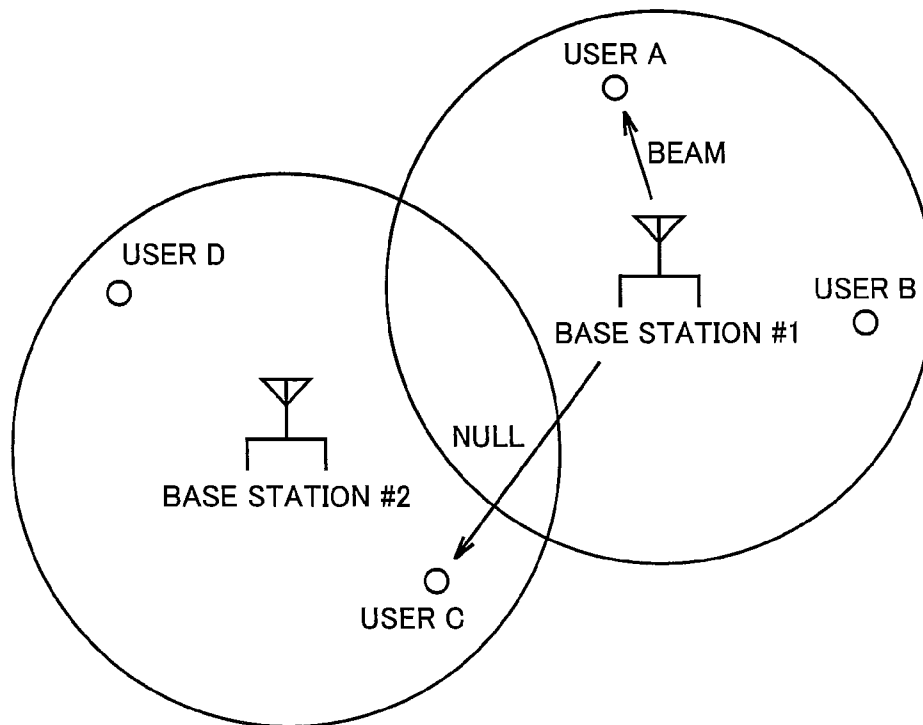 USER A
BEAM
USER D
USER B
BASE STATION #1
NULL
BASE STATION #2
USER C